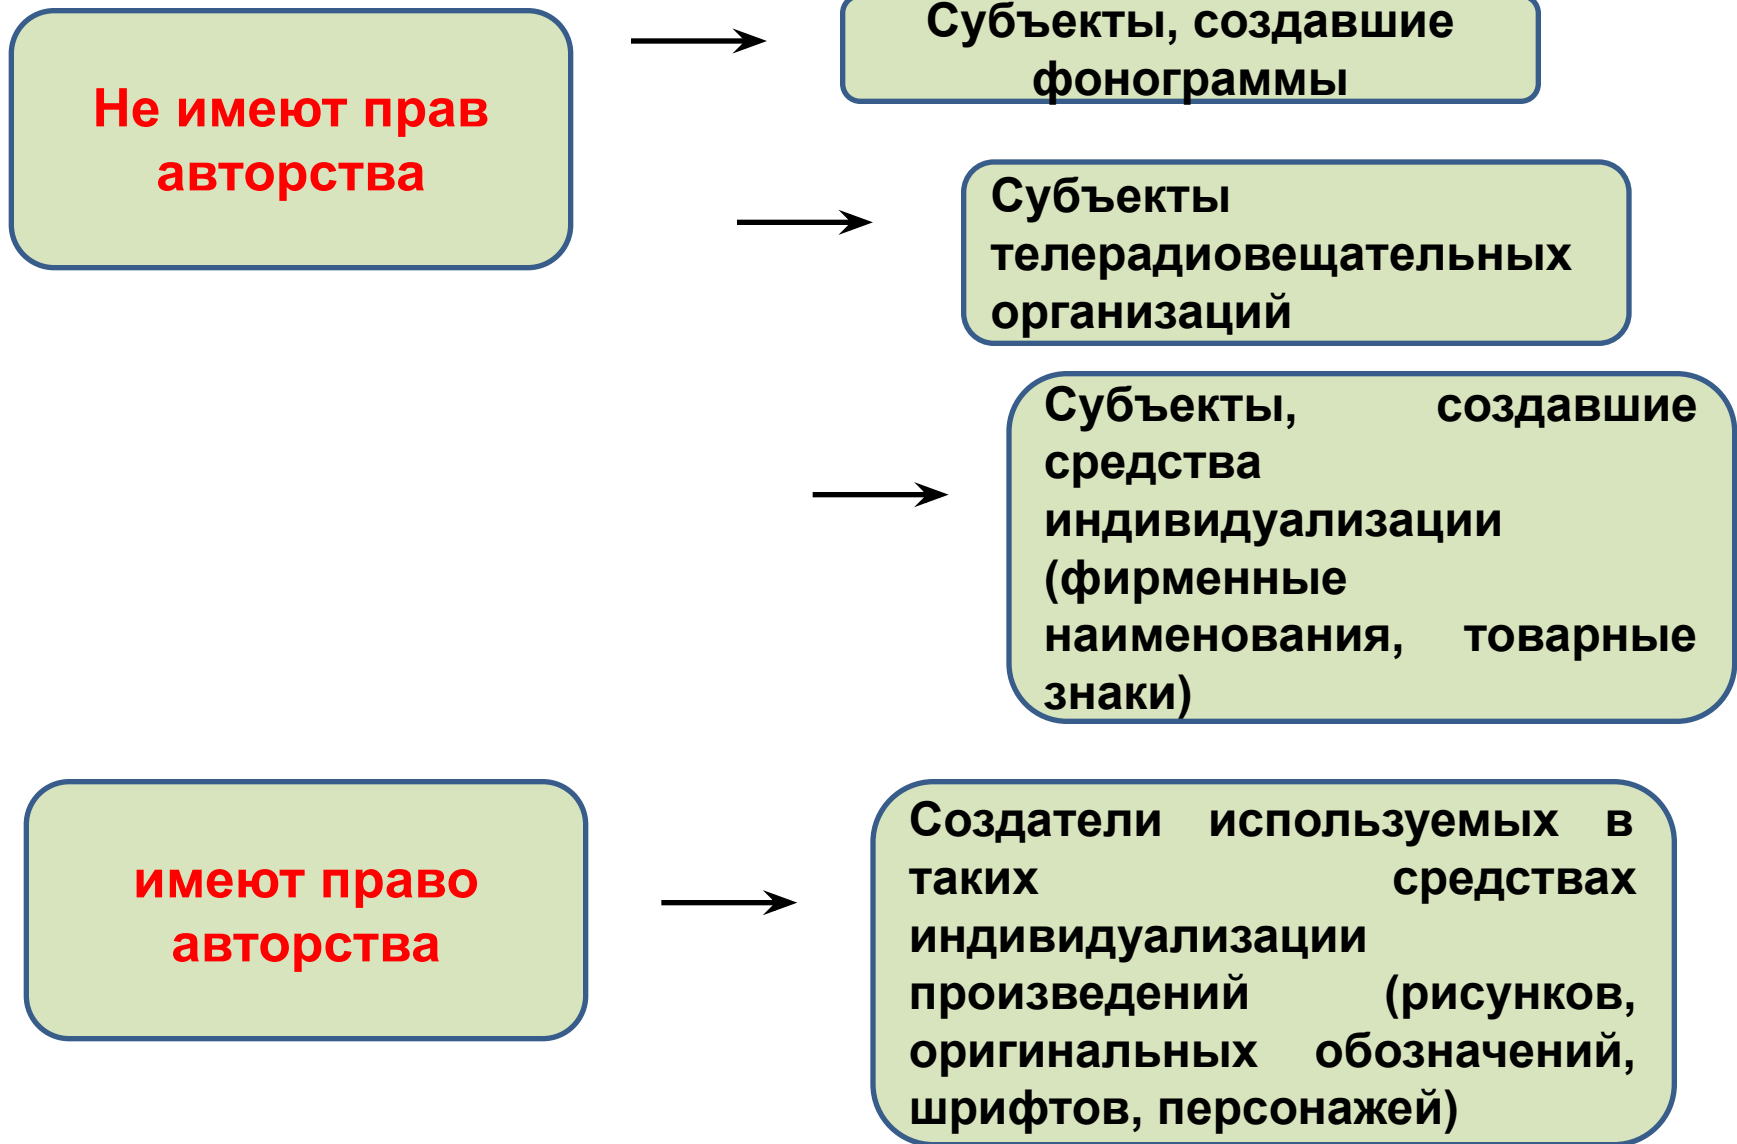 Не имеют прав
авторства
Субъекты, создавшие
фонограммы
Субъекты
телерадиовещательных
организаций
Субъекты, создавшие
средства
индивидуализации
(фирменные
наименования, товарные
знаки)
имеют право
авторства
Создатели используемых в
таких средствах
индивидуализации
произведений (рисунков,
оригинальных обозначений,
шрифтов, персонажей)